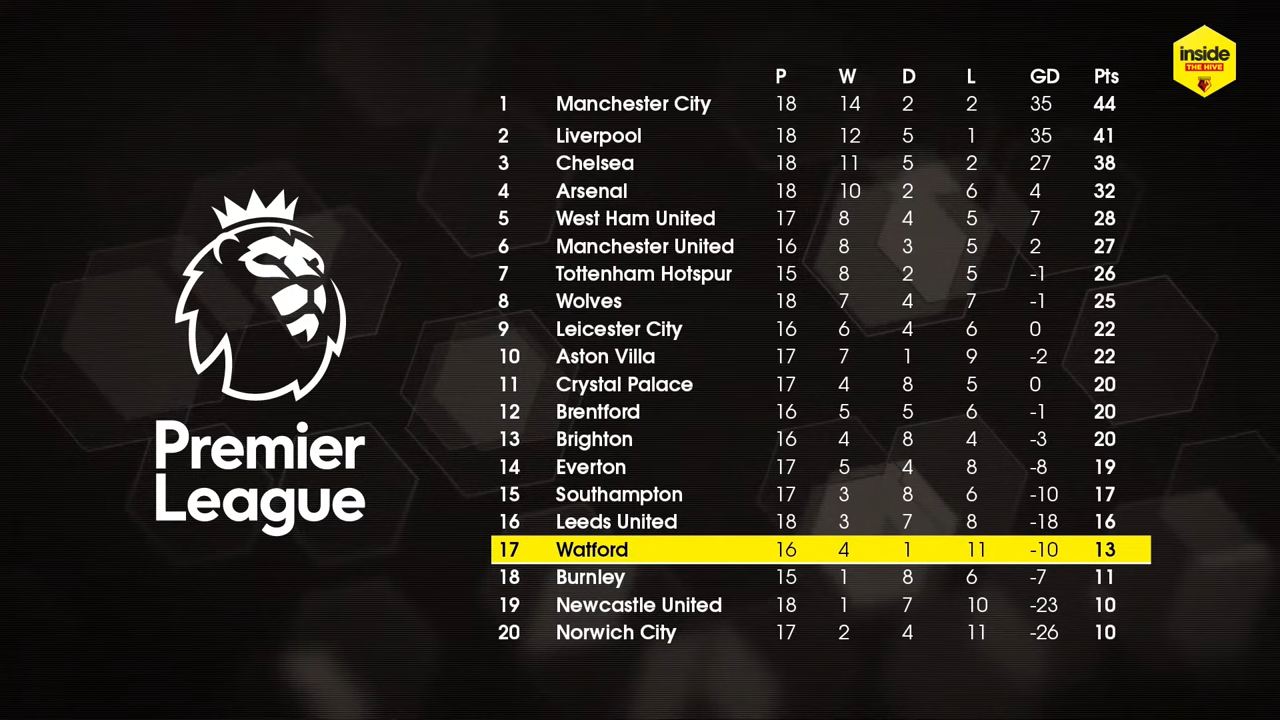 inside
THE HIVE
P W D L GD Pts
1 Manchester City 18 14 2 2 35 44
2 Liverpool 18 12 5 1 35 41
3 Chelsea 18 11 5 2 27 38
4 Arsenal 18 10 2 6 4 32
5 West Ham United 17 8 4 5 7 28
6 Manchester United 16 8 3 5 2 27
7 Tottenham Hotspur 15 8 2 5 -1 26
8 Wolves 18 7 4 7 -1 25
9 Leicester City 16 6 4 6 0 22
10 Aston Villa 17 7 1 9 -2 22
11 Crystal Palace 17 4 8 5 0 20
12 Brentford 16 5 5 6 -1 20
13 Brighton 16 4 8 4 -3 20
14 Everton 17 5 4 8 -8 19
15 Southampton 17 3 8 6 -10 17
16 Leeds United 18 3 7 8 -18 16
17 Watford 16 4 1 11 -10 13
18 Burnley 15 1 8 6 -7 11
19 Newcastle United 18 1 7 10 -23 10
20 Norwich City 17 2 4 11 -26 10
Premier
League